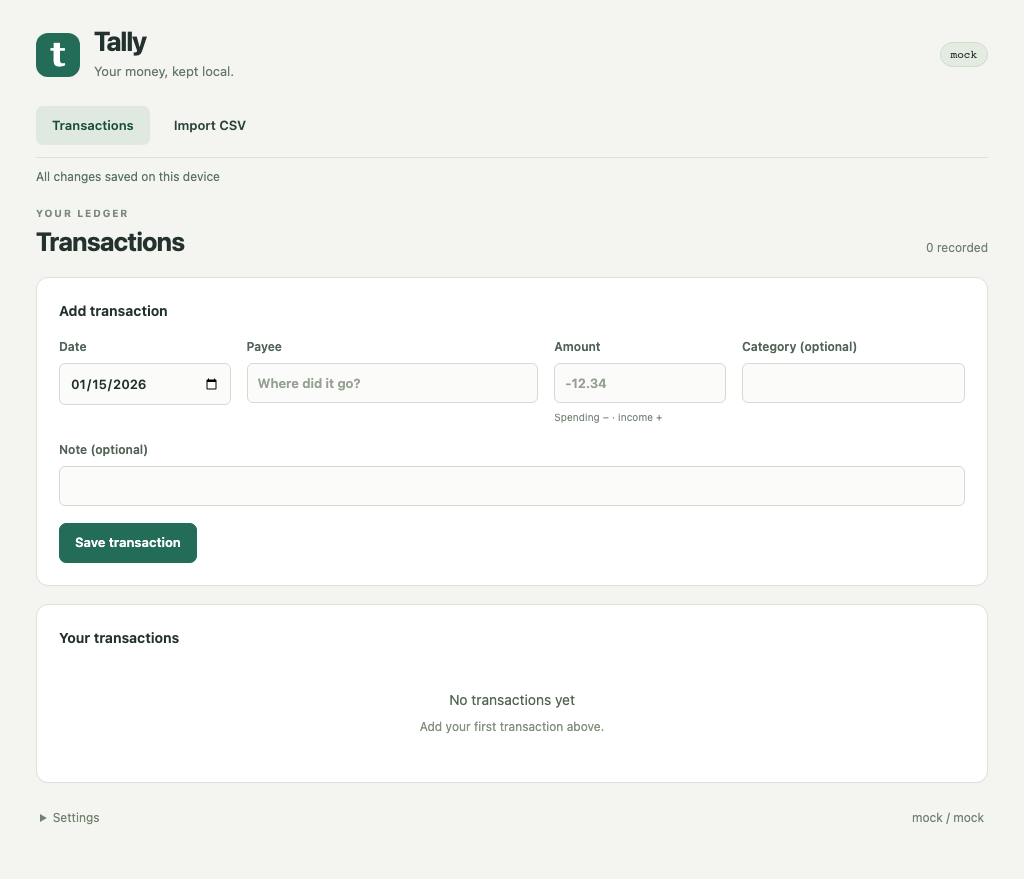 t
Tally
Your money, kept local.
mock
Transactions
Import CSV
All changes saved on this device
YOUR LEDGER
Transactions
0 recorded
Add transaction
Date
Payee
Amount
Category (optional)
01/15/2026
Where did it go?
-12.34
Spending – · income +
Note (optional)
Save transaction
Your transactions
No transactions yet
Add your first transaction above.
Settings
mock / mock